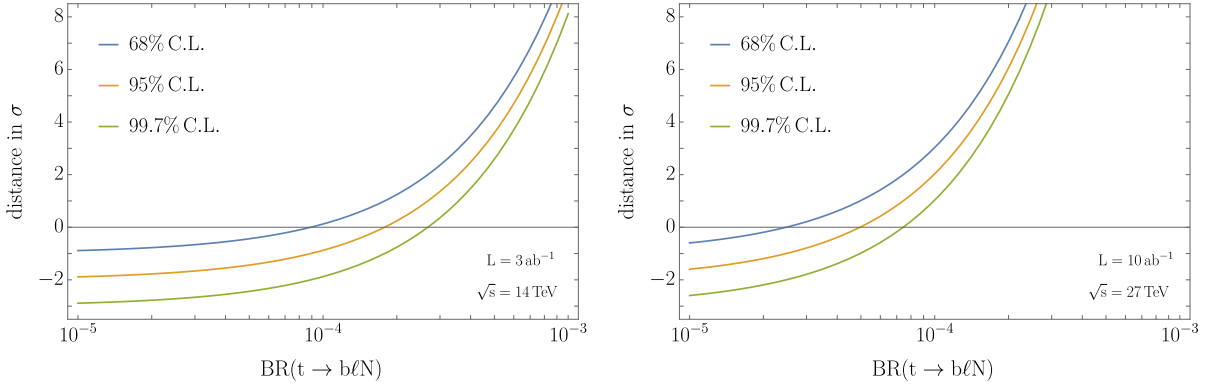 distance in σ
8
6
4
2
0
−2
68% C.L.
95% C.L.
99.7% C.L.
L = 3 ab⁻¹
√s = 14 TeV
10⁻⁵
10⁻⁴
10⁻³
BR(t → bℓN)
distance in σ
8
6
4
2
0
−2
68% C.L.
95% C.L.
99.7% C.L.
L = 10 ab⁻¹
√s = 27 TeV
10⁻⁵
10⁻⁴
10⁻³
BR(t → bℓN)